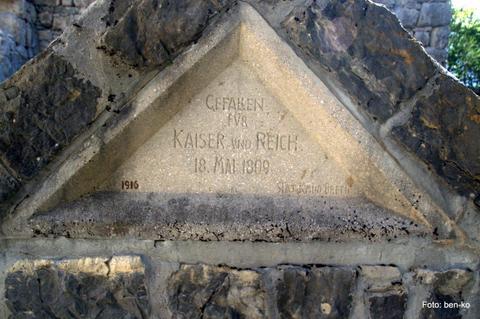 GEFALLEN
FÜR
KAISER UND REICH
18. MAI 1809
1916
Foto: ben-ko